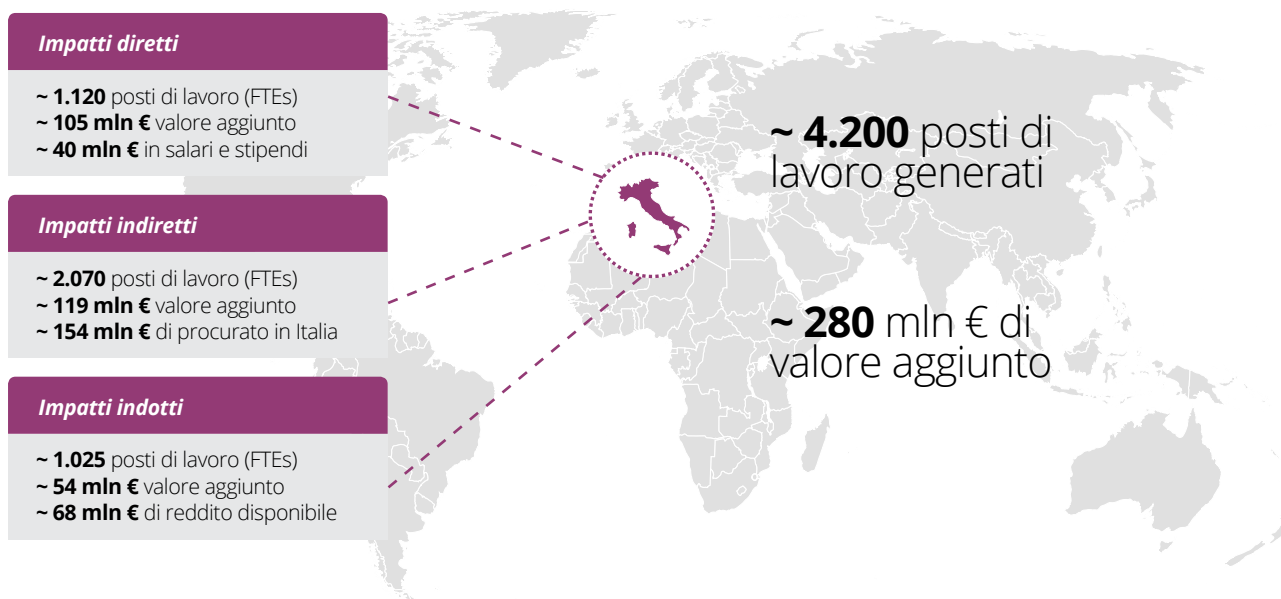 Impatti diretti
~ 1.120 posti di lavoro (FTEs)
~ 105 mln € valore aggiunto
~ 40 mln € in salari e stipendi
Impatti indiretti
~ 2.070 posti di lavoro (FTEs)
~ 119 mln € valore aggiunto
~ 154 mln € di procurato in Italia
Impatti indotti
~ 1.025 posti di lavoro (FTEs)
~ 54 mln € valore aggiunto
~ 68 mln € di reddito disponibile
~ 4.200 posti di
lavoro generati
~ 280 mln € di
valore aggiunto